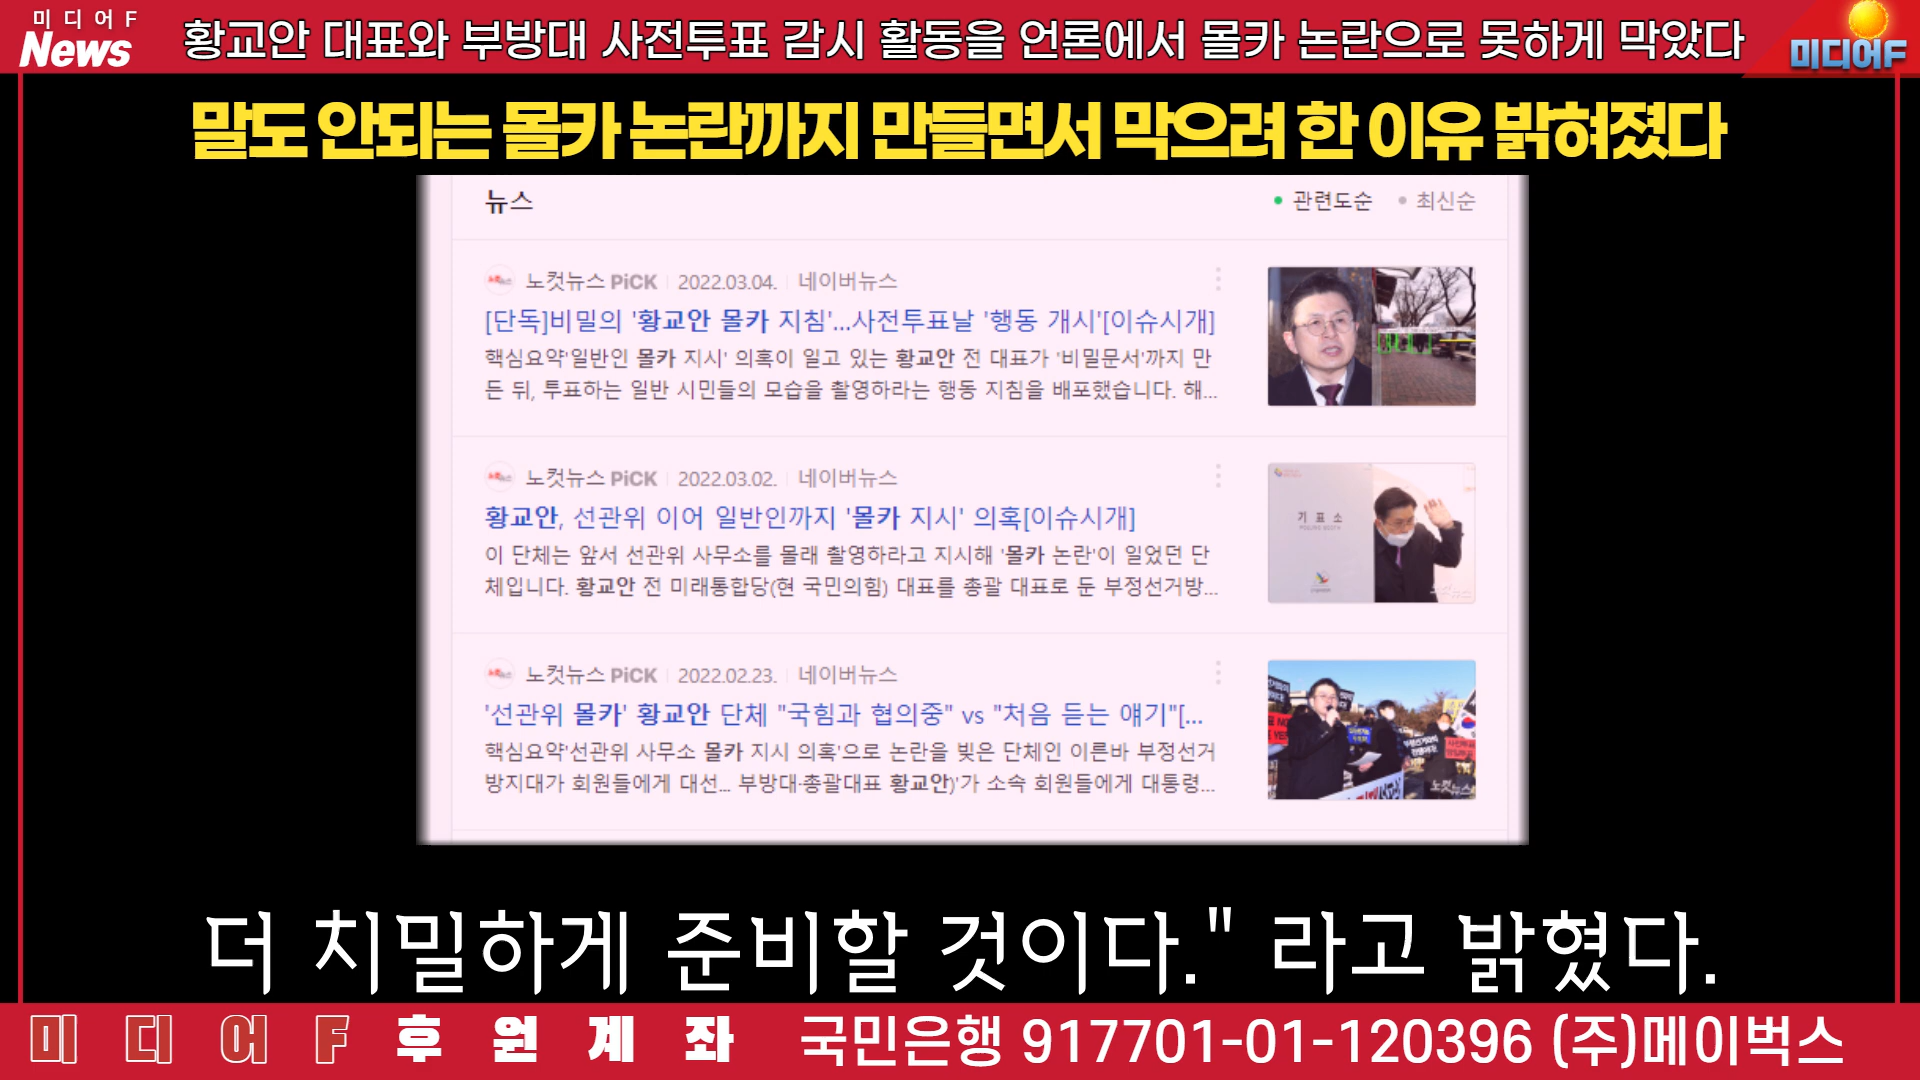 미디어F
News
황교안 대표와 부방대 사전투표 감시 활동을 언론에서 몰카 논란으로 못하게 막았다
미디어F
말도 안되는 몰카 논란까지 만들면서 막으려 한 이유 밝혀졌다
뉴스
관련도순
최신순
노컷뉴스 PiCK 2022.03.04. 네이버뉴스
[단독]비밀의 '황교안 몰카 지침'...사전투표날 '행동 개시'[이슈시개]
핵심요약'일반인 몰카 지시' 의혹이 일고 있는 황교안 전 대표가 '비밀문서'까지 만
든 뒤, 투표하는 일반 시민들의 모습을 촬영하라는 행동 지침을 배포했습니다. 해...
노컷뉴스 PiCK 2022.03.02. 네이버뉴스
황교안, 선관위 이어 일반인까지 '몰카 지시' 의혹[이슈시개]
이 단체는 앞서 선관위 사무소를 몰래 촬영하라고 지시해 '몰카 논란'이 일었던 단
체입니다. 황교안 전 미래통합당(현 국민의힘) 대표를 총괄 대표로 둔 부정선거방...
기 표 소
노컷뉴스 PiCK 2022.02.23. 네이버뉴스
'선관위 몰카' 황교안 단체 "국힘과 협의중" vs "처음 듣는 얘기"[...
핵심요약'선관위 사무소 몰카 지시 의혹'으로 논란을 빚은 단체인 이른바 부정선거
방지대가 회원들에게 대선... 부방대·총괄대표 황교안)'가 소속 회원들에게 대통령...
노컷뉴스
더 치밀하게 준비할 것이다." 라고 밝혔다.
미디어F 후원계좌 국민은행 917701-01-120396 (주)메이벅스